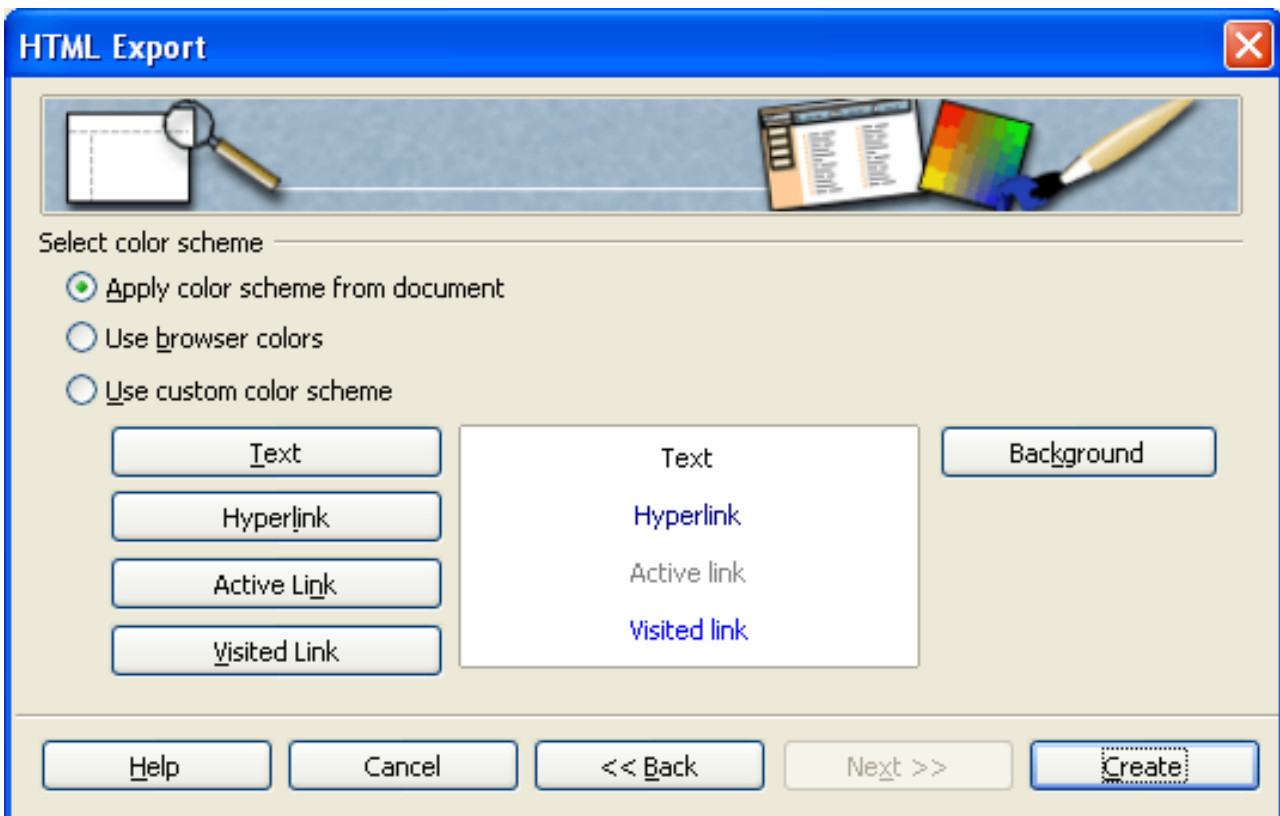 HTML Export
Select color scheme
Apply color scheme from document
Use browser colors
Use custom color scheme
Text
Text
Background
Hyperlink
Hyperlink
Active Link
Active link
Visited Link
Visited link
Help
Cancel
<< Back
Next >>
Create